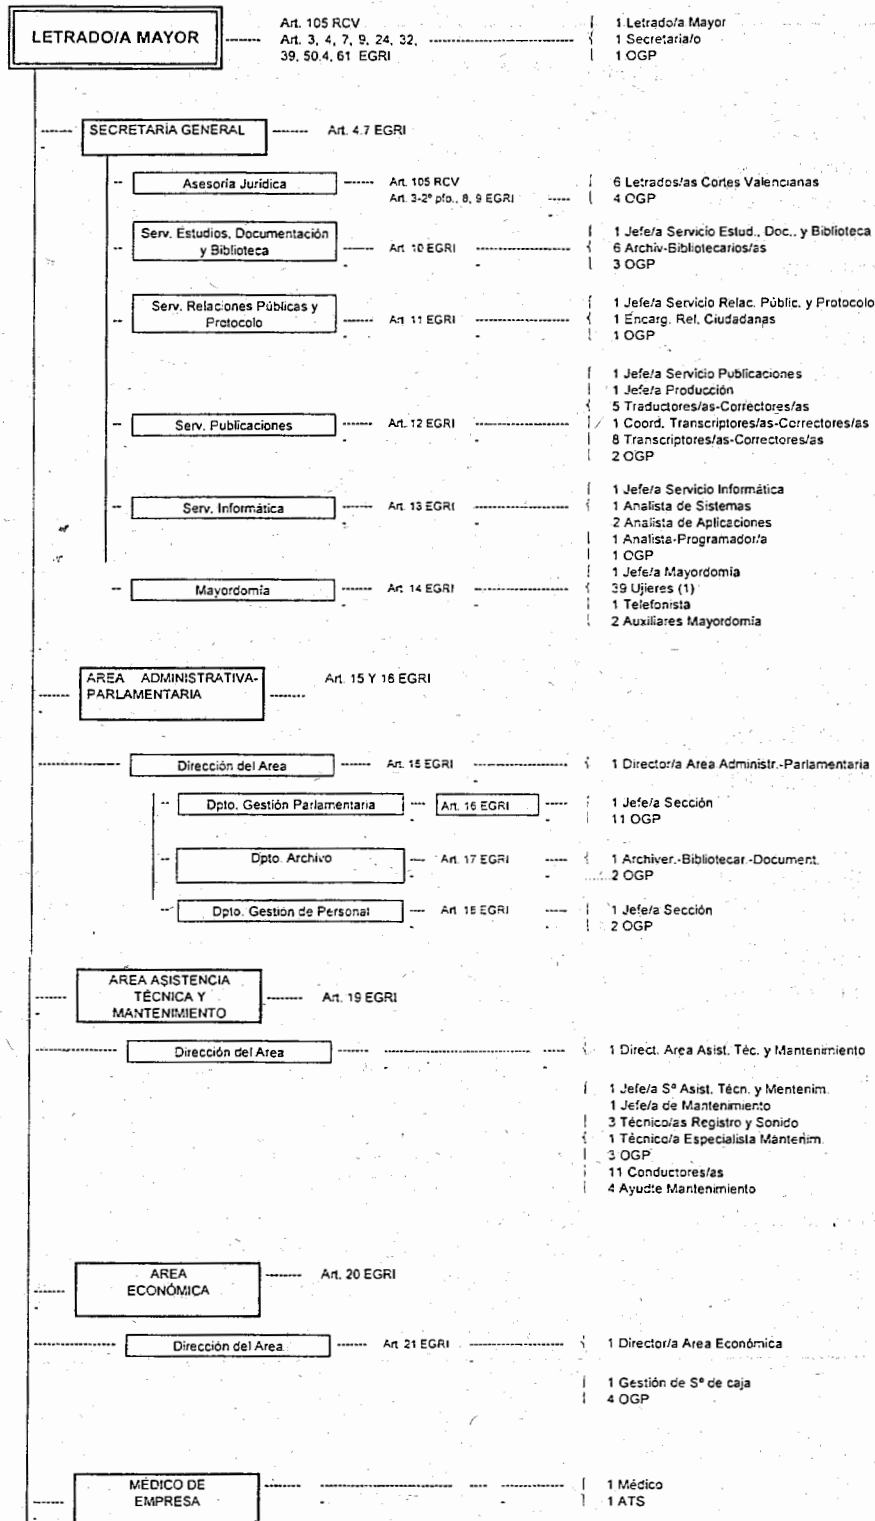 LETRADO/A MAYOR
Art. 105 RCV
Art. 3, 4, 7, 9, 24, 32,
39, 50.4, 61 EGRI
1 Letrado/a Mayor
1 Secretaria/o
1 OGP
SECRETARÍA GENERAL
Art. 4.7 EGRI
Asesoría Jurídica
Art. 105 RCV
Art. 3-2º pfo., 8, 9 EGRI
6 Letrados/as Cortes Valencianas
4 OGP
Serv. Estudios, Documentación
y Biblioteca
Art. 10 EGRI
1 Jefe/a Servicio Estud., Doc., y Biblioteca
6 Archiv-Bibliotecarios/as
3 OGP
Serv. Relaciones Públicas y
Protocolo
Art. 11 EGRI
1 Jefe/a Servicio Relac. Públic. y Protocolo
1 Encarg. Rel. Ciudadanas
1 OGP
Serv. Publicaciones
Art. 12 EGRI
1 Jefe/a Servicio Publicaciones
1 Jefe/a Producción
5 Traductores/as-Correctores/as
1 Coord. Transcriptores/as-Correctores/as
8 Transcriptores/as-Correctores/as
2 OGP
Serv. Informática
Art. 13 EGRI
1 Jefe/a Servicio Informática
1 Analista de Sistemas
2 Analista de Aplicaciones
1 Analista-Programador/a
1 OGP
Mayordomía
Art. 14 EGRI
1 Jefe/a Mayordomía
39 Ujieres (1)
1 Telefonista
2 Auxiliares Mayordomía
AREA ADMINISTRATIVA-
PARLAMENTARIA
Art. 15 Y 16 EGRI
Dirección del Area
Art. 15 EGRI
1 Director/a Area Administr.-Parlamentaria
Dpto. Gestión Parlamentaria
Art. 16 EGRI
1 Jefe/a Sección
11 OGP
Dpto. Archivo
Art. 17 EGRI
1 Archiver.-Bibliotecar.-Document.
2 OGP
Dpto. Gestión de Personal
Art. 18 EGRI
1 Jefe/a Sección
2 OGP
AREA ASISTENCIA
TÉCNICA Y
MANTENIMIENTO
Art. 19 EGRI
Dirección del Area
1 Direct. Area Asist. Téc. y Mantenimiento
1 Jefe/a Sª Asist. Técn. y Mentenim.
1 Jefe/a de Mantenimiento
3 Técnico/as Registro y Sonido
1 Técnico/a Especialista Mantenim.
3 OGP
11 Conductores/as
4 Ayudte Mantenimiento
AREA
ECONÓMICA
Art. 20 EGRI
Dirección del Area
Art. 21 EGRI
1 Director/a Area Económica
1 Gestión de Sº de caja
4 OGP
MÉDICO DE
EMPRESA
1 Médico
1 ATS